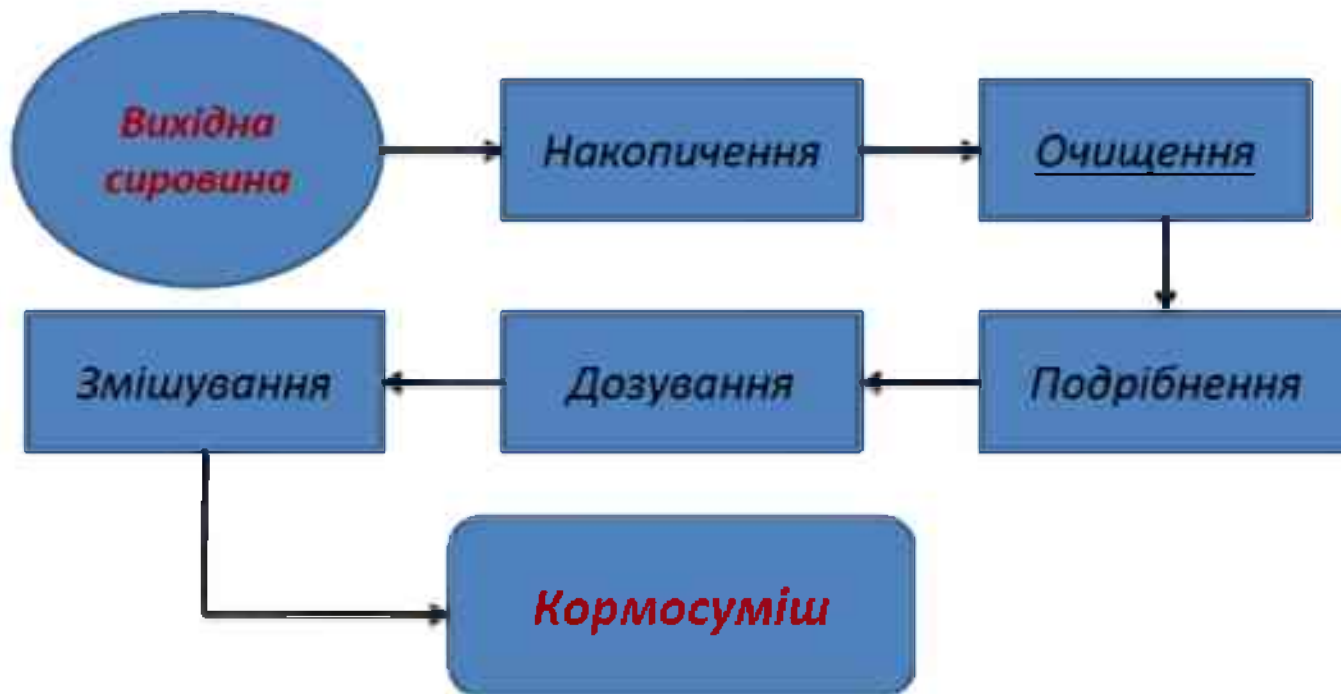 Вихідна
сировина
Накопичення
Очищення
Подрібнення
Дозування
Змішування
Кормосуміш